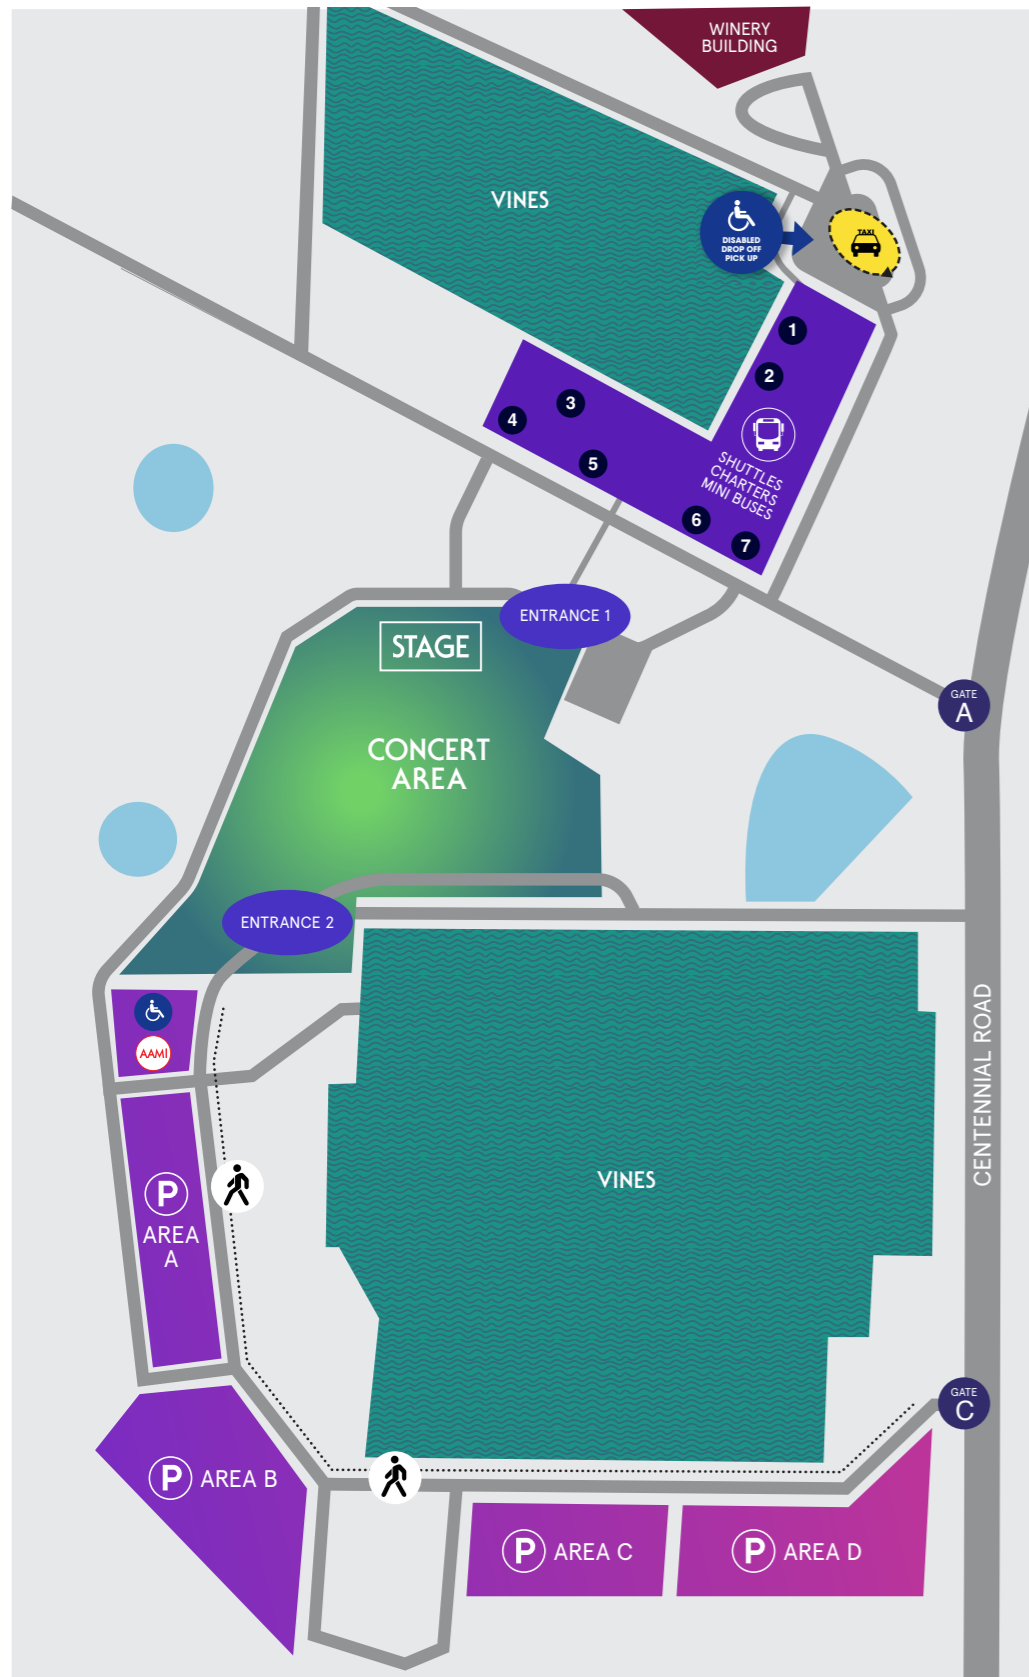 WINERY
BUILDING
VINES
DISABLED
DROP OFF
PICK UP
TAXI
1
2
3
4
5
SHUTTLES
CHARTERS
MINI BUSES
6
7
ENTRANCE 1
STAGE
GATE
A
CONCERT
AREA
ENTRANCE 2
CENTENNIAL ROAD
AAMI
VINES
P
AREA
A
GATE
C
P AREA B
P AREA C
P AREA D